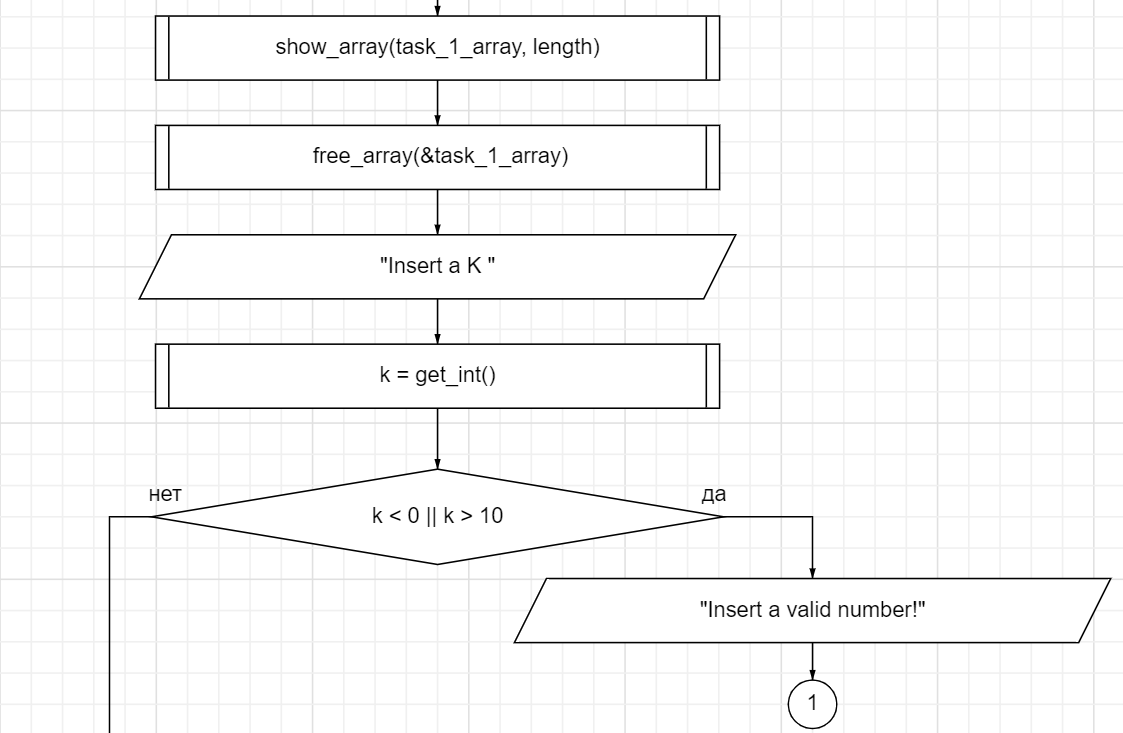 show_array(task_1_array, length)
free_array(&task_1_array)
"Insert a K "
k = get_int()
нет
да
k < 0 || k > 10
"Insert a valid number!"
1